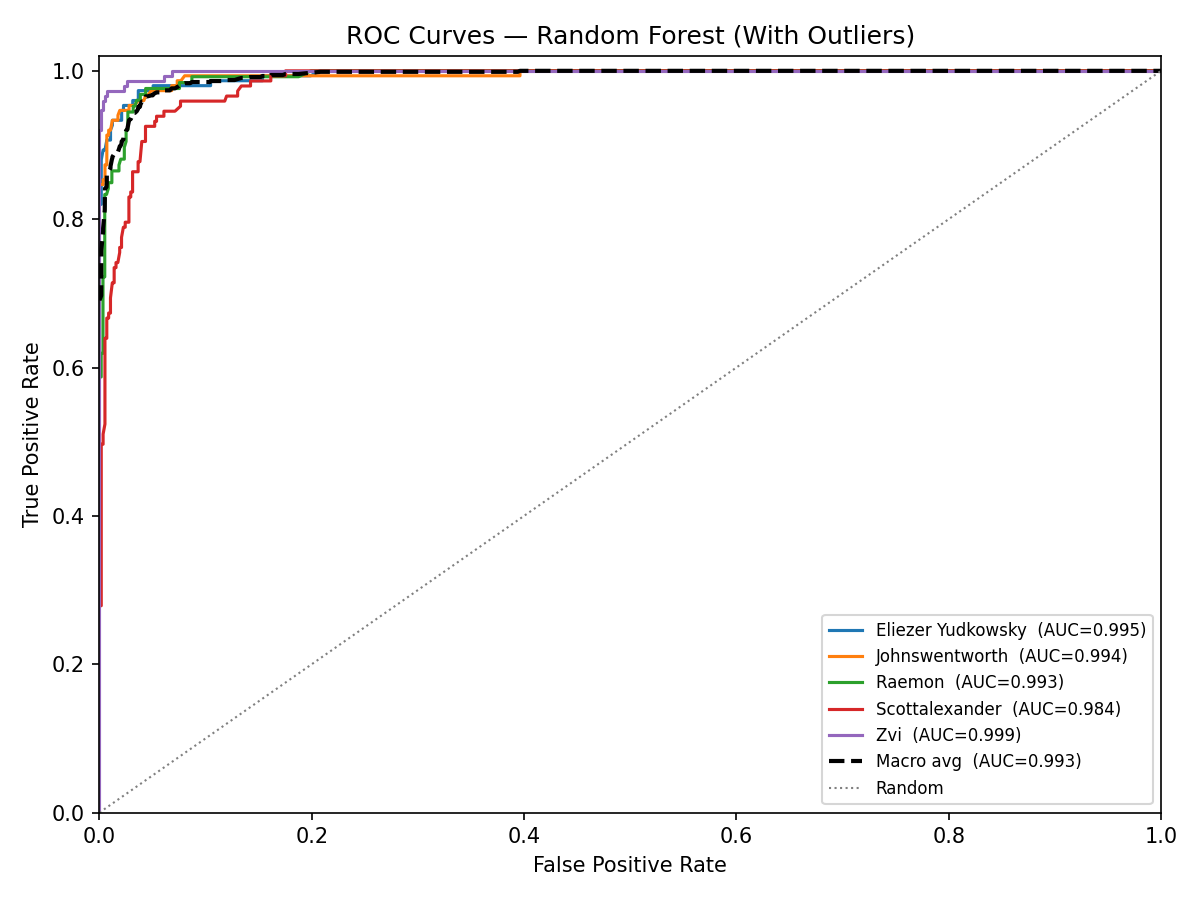 ROC Curves — Random Forest (With Outliers)
True Positive Rate
1.0
0.8
0.6
0.4
0.2
0.0
0.0 0.2 0.4 0.6 0.8 1.0
False Positive Rate
Eliezer Yudkowsky (AUC=0.995)
Johnswentworth (AUC=0.994)
Raemon (AUC=0.993)
Scottalexander (AUC=0.984)
Zvi (AUC=0.999)
Macro avg (AUC=0.993)
Random